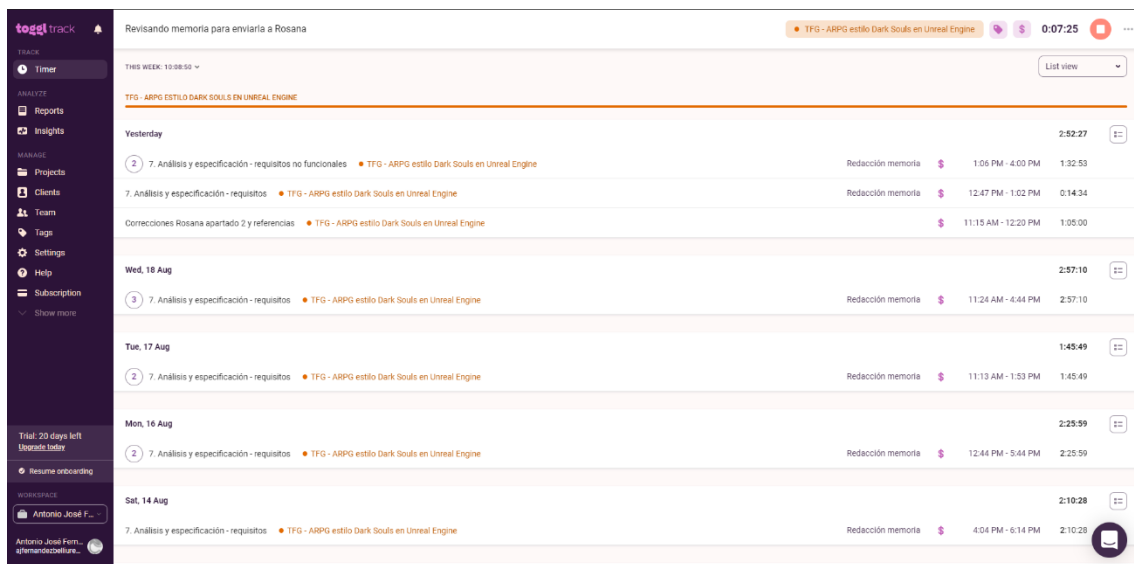 toggl track
TRACK
Timer
ANALYZE
Reports
Insights
MANAGE
Projects
Clients
Team
Tags
Settings
Help
Subscription
Show more
Trial: 20 days left
Upgrade today
Resume onboarding
WORKSPACE
Antonio José F...
Antonio José Fern...
ajfernandezbelliure...
Revisando memoria para enviarla a Rosana
TFG - ARPG estilo Dark Souls en Unreal Engine $ 0:07:25
THIS WEEK: 10:08:50
List view
TFG - ARPG ESTILO DARK SOULS EN UNREAL ENGINE
Yesterday 2:52:27
2 7. Análisis y especificación - requisitos no funcionales TFG - ARPG estilo Dark Souls en Unreal Engine Redacción memoria $ 1:06 PM - 4:00 PM 1:32:53
7. Análisis y especificación - requisitos TFG - ARPG estilo Dark Souls en Unreal Engine Redacción memoria $ 12:47 PM - 1:02 PM 0:14:34
Correcciones Rosana apartado 2 y referencias TFG - ARPG estilo Dark Souls en Unreal Engine $ 11:15 AM - 12:20 PM 1:05:00
Wed, 18 Aug 2:57:10
3 7. Análisis y especificación - requisitos TFG - ARPG estilo Dark Souls en Unreal Engine Redacción memoria $ 11:24 AM - 4:44 PM 2:57:10
Tue, 17 Aug 1:45:49
2 7. Análisis y especificación - requisitos TFG - ARPG estilo Dark Souls en Unreal Engine Redacción memoria $ 11:13 AM - 1:53 PM 1:45:49
Mon, 16 Aug 2:25:59
2 7. Análisis y especificación - requisitos TFG - ARPG estilo Dark Souls en Unreal Engine Redacción memoria $ 12:44 PM - 5:44 PM 2:25:59
Sat, 14 Aug 2:10:28
7. Análisis y especificación - requisitos TFG - ARPG estilo Dark Souls en Unreal Engine Redacción memoria $ 4:04 PM - 6:14 PM 2:10:28